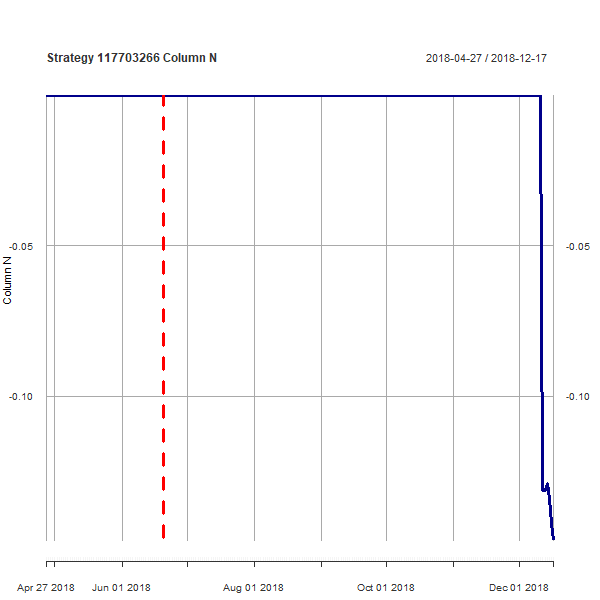 Strategy 117703266 Column N
2018-04-27 / 2018-12-17
-0.05
-0.05
Column N
-0.10
-0.10
Apr 27 2018
Jun 01 2018
Aug 01 2018
Oct 01 2018
Dec 01 2018